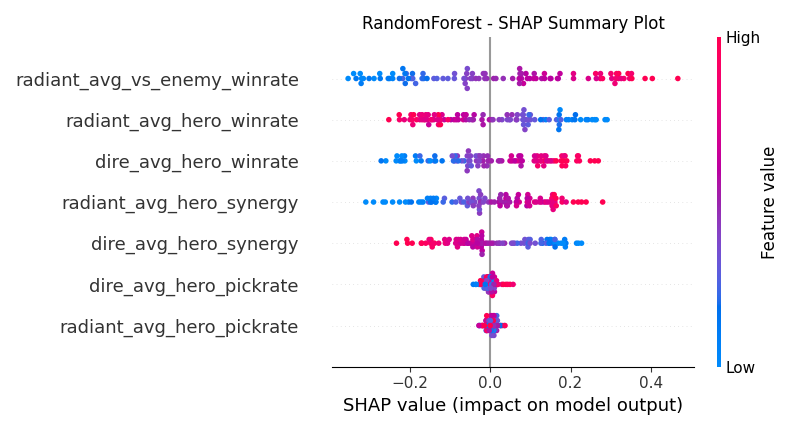 RandomForest - SHAP Summary Plot
High
radiant_avg_vs_enemy_winrate
radiant_avg_hero_winrate
dire_avg_hero_winrate
radiant_avg_hero_synergy
dire_avg_hero_synergy
dire_avg_hero_pickrate
radiant_avg_hero_pickrate
Feature value
Low
−0.2 0.0 0.2 0.4
SHAP value (impact on model output)